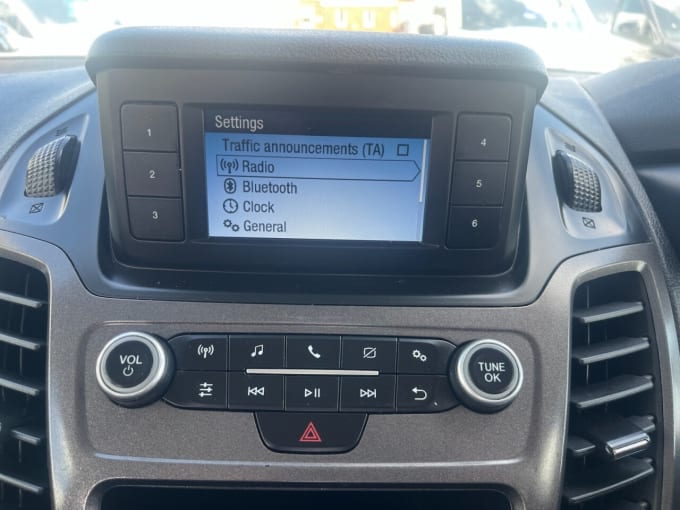 Settings
Traffic announcements (TA)
Radio
Bluetooth
Clock
General
1
2
3
4
5
6
VOL
TUNE
OK